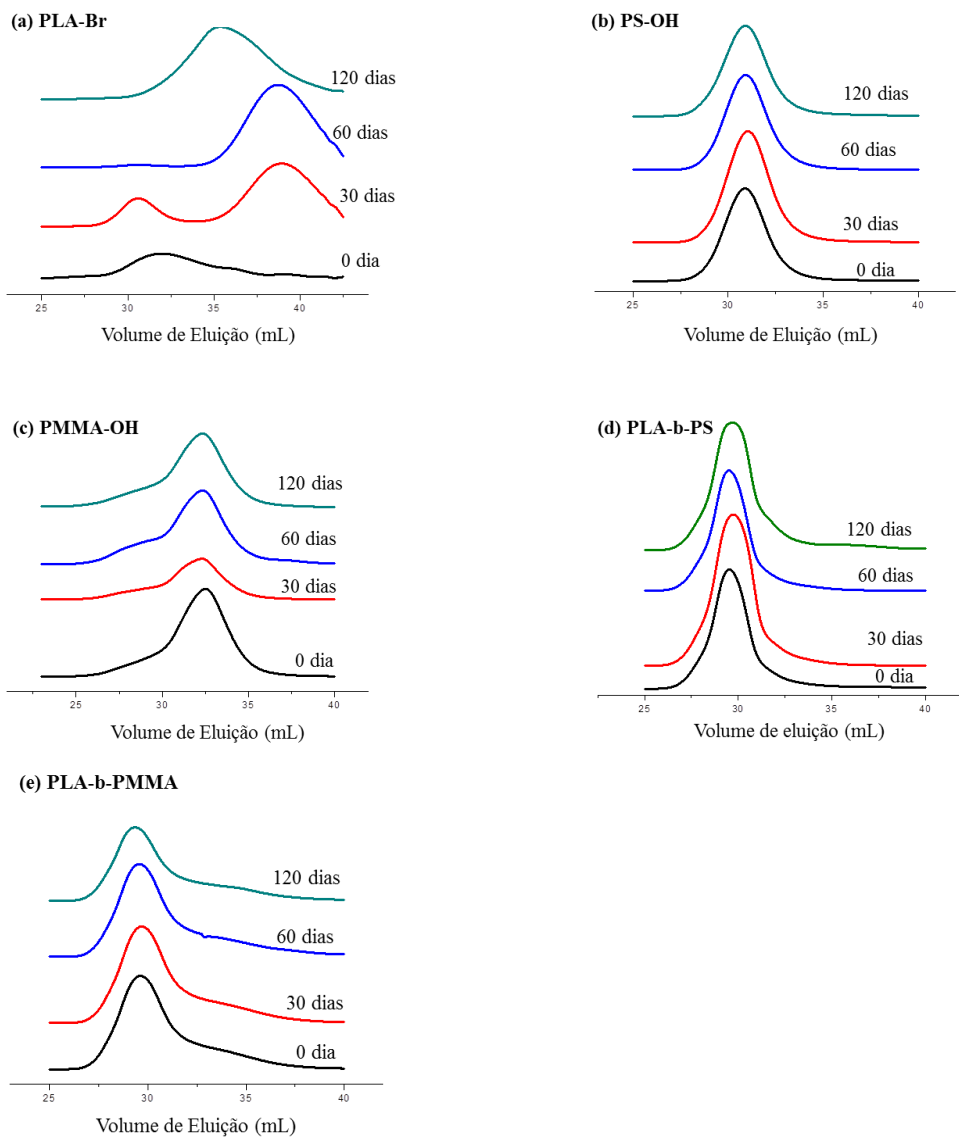 (a) PLA-Br
120 dias
60 dias
30 dias
0 dia
25 30 35 40
Volume de Eluição (mL)
(b) PS-OH
120 dias
60 dias
30 dias
0 dia
25 30 35 40
Volume de Eluição (mL)
(c) PMMA-OH
120 dias
60 dias
30 dias
0 dia
25 30 35 40
Volume de Eluição (mL)
(d) PLA-b-PS
120 dias
60 dias
30 dias
0 dia
25 30 35 40
Volume de eluição (mL)
(e) PLA-b-PMMA
120 dias
60 dias
30 dias
0 dia
25 30 35 40
Volume de Eluição (mL)